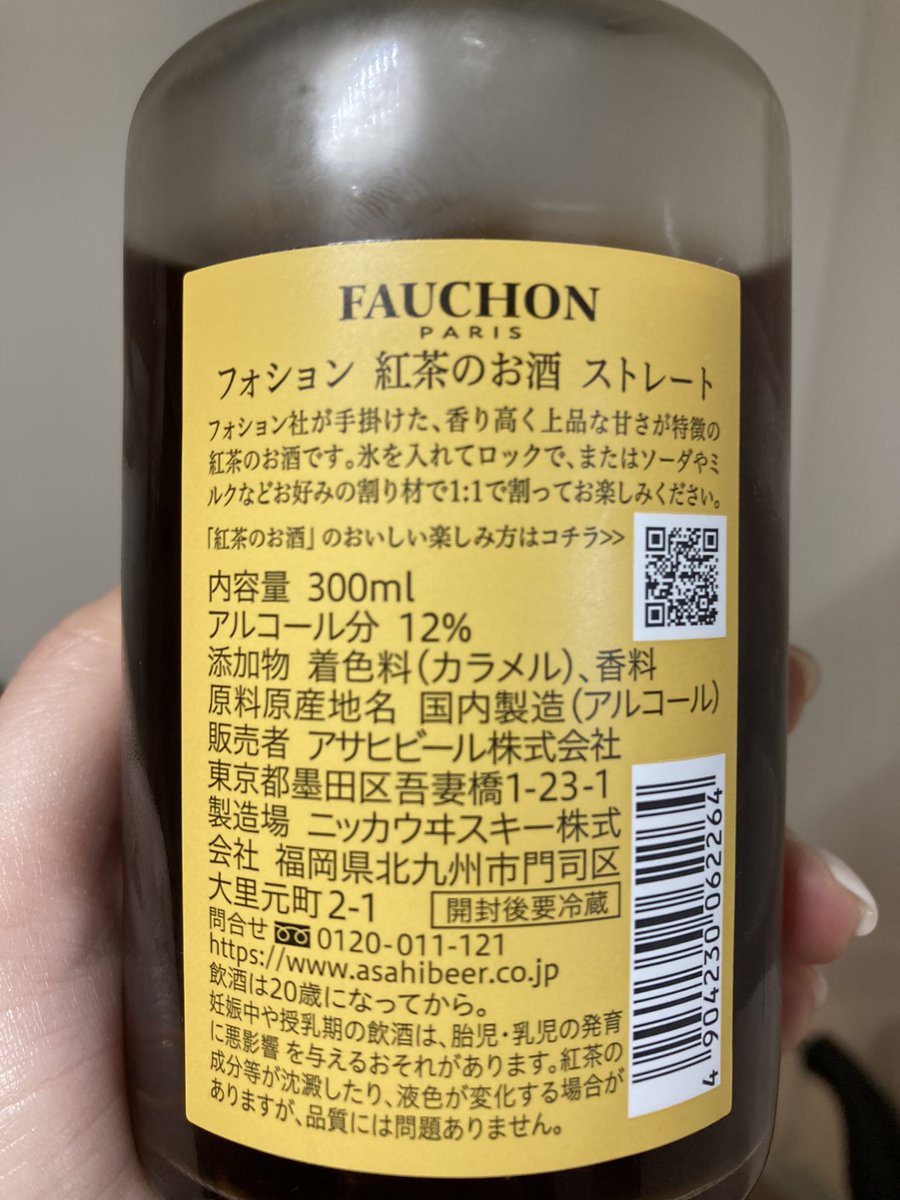 FAUCHON
PARIS
フォション 紅茶のお酒 ストレート
フォション社が手掛けた、香り高く上品な甘さが特徴の
紅茶のお酒です。氷を入れてロックで、またはソーダやミ
ルクなどお好みの割り材で1:1で割ってお楽しみください。
「紅茶のお酒」のおいしい楽しみ方はコチラ>>
内容量 300ml
アルコール分 12%
添加物 着色料(カラメル)、香料
原料原産地名 国内製造(アルコール)
販売者 アサヒビール株式会社
東京都墨田区吾妻橋1-23-1
製造場 ニッカウヰスキー株式
会社 福岡県北九州市門司区
大里元町2-1 開封後要冷蔵
問合せ 0120-011-121
https://www.asahibeer.co.jp
飲酒は20歳になってから。
妊娠中や授乳期の飲酒は、胎児・乳児の発育
に悪影響を与えるおそれがあります。紅茶の
成分等が沈澱したり、液色が変化する場合が
ありますが、品質には問題ありません。
4 904230 062264